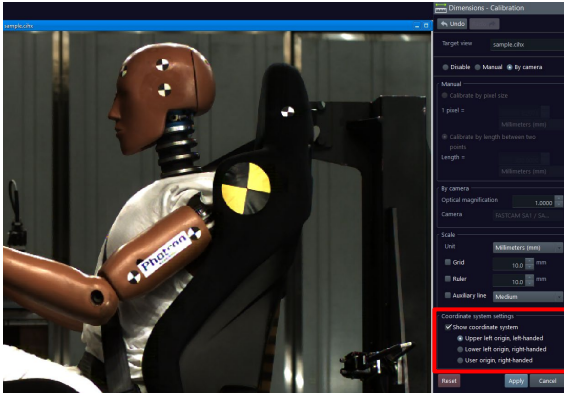 Dimensions - Calibration
sample.cihx
Undo
Target view
sample.cihx
Disable
Manual
By camera
Manual
Calibrate by pixel size
1 pixel =
Millimeters (mm)
Calibrate by length between two
points
Length =
Millimeters (mm)
By camera
Optical magnification
1.0000
Camera
FASTCAM SA1 / SA...
Scale
Unit
Millimeters (mm)
Grid
10.0 mm
Ruler
10.0 mm
Auxiliary line
Medium
Coordinate system settings
Show coordinate system
Upper left origin, left-handed
Lower left origin, right-handed
User origin, right-handed
Reset
Apply
Cancel
Photron